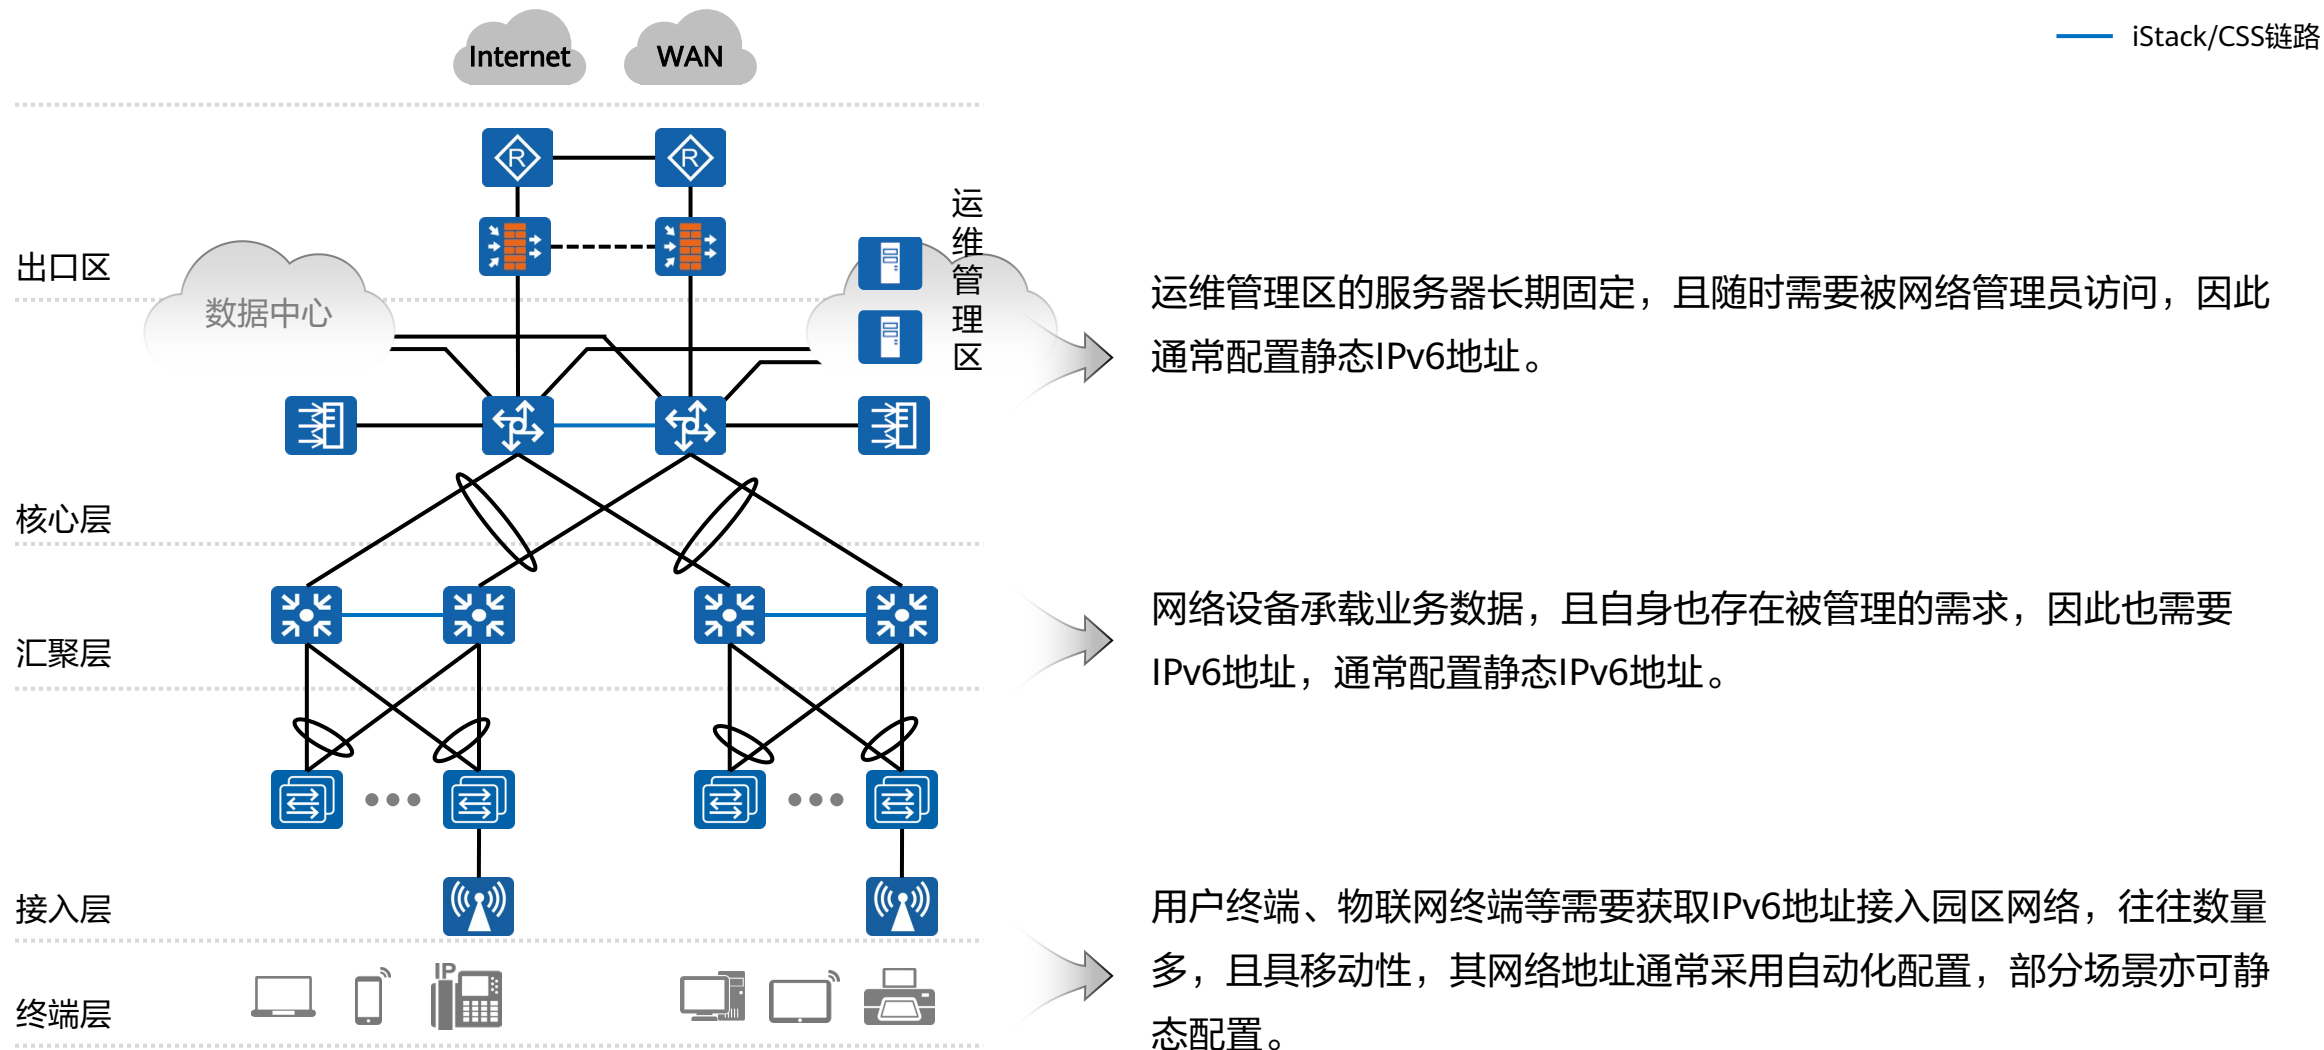 Internet
WAN
iStack/CSS链路
R
R
运维管理区
出口区
数据中心
运维管理区的服务器长期固定，且随时需要被网络管理员访问，因此
通常配置静态IPv6地址。
核心层
网络设备承载业务数据，且自身也存在被管理的需求，因此也需要
IPv6地址，通常配置静态IPv6地址。
汇聚层
接入层
用户终端、物联网终端等需要获取IPv6地址接入园区网络，往往数量
多，且具移动性，其网络地址通常采用自动化配置，部分场景亦可静
态配置。
IP
终端层